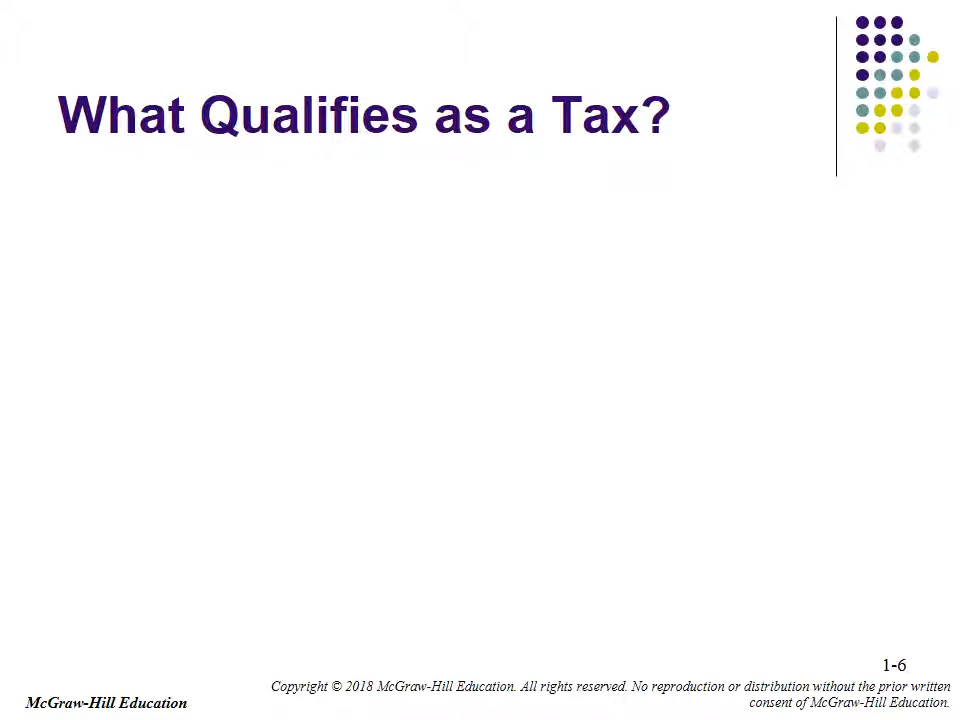 What Qualifies as a Tax?
1-6
Copyright © 2018 McGraw-Hill Education. All rights reserved. No reproduction or distribution without the prior written
consent of McGraw-Hill Education.
McGraw-Hill Education